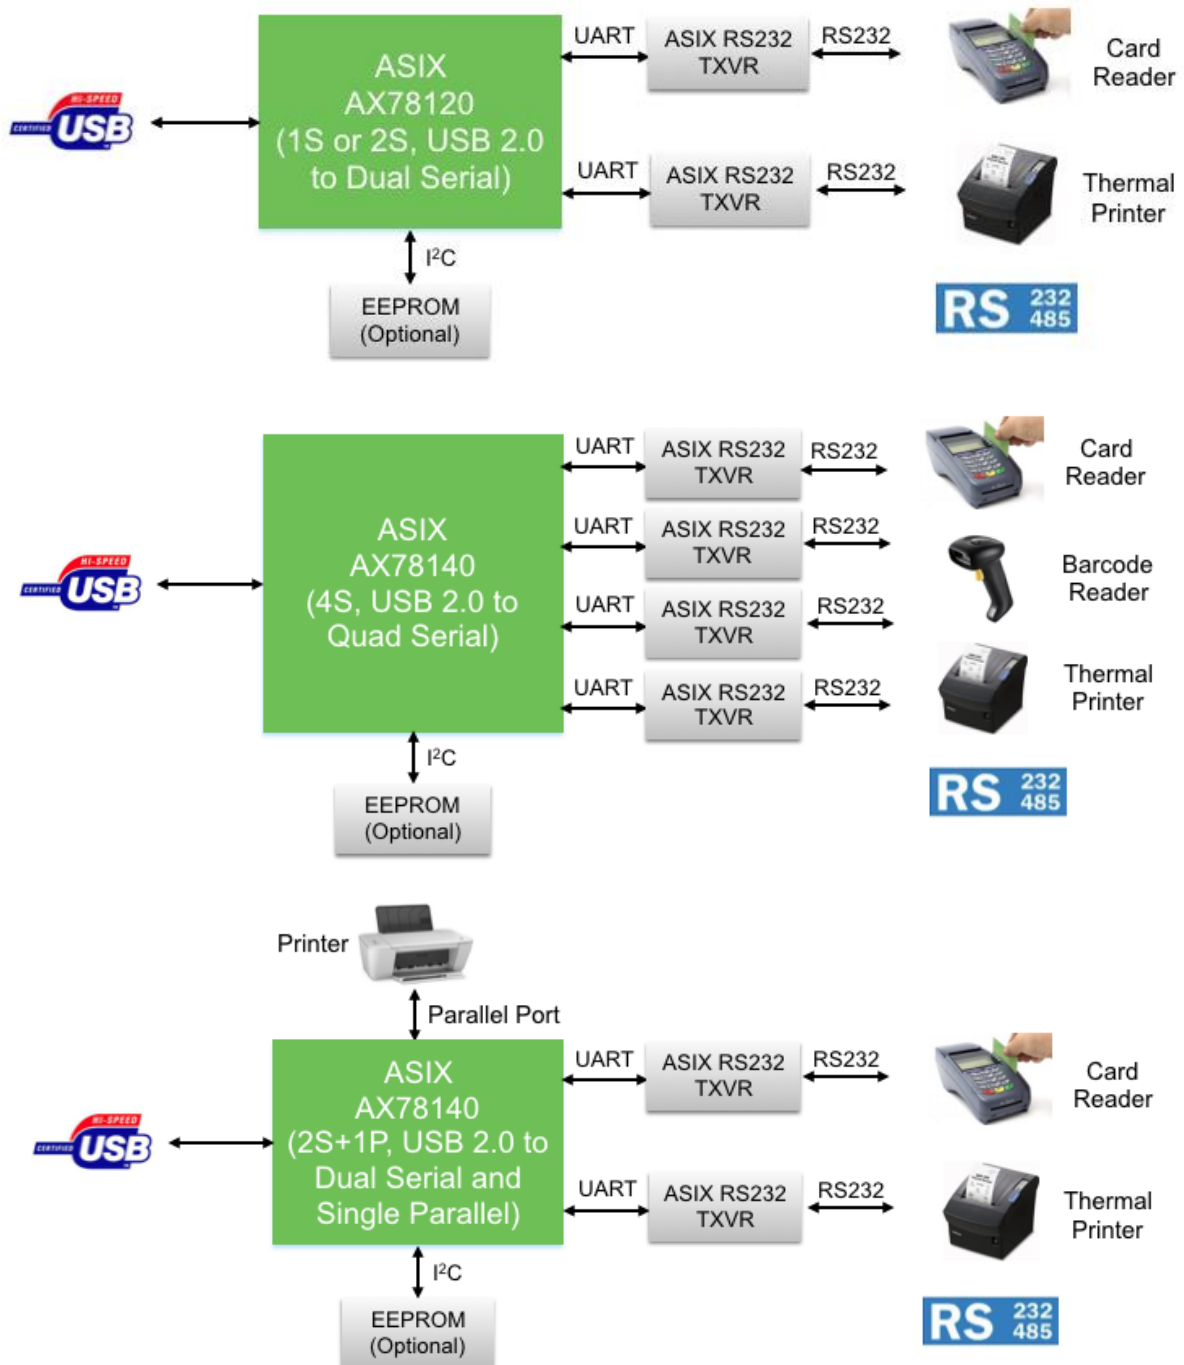 ASIX
AX78120
(1S or 2S, USB 2.0
to Dual Serial)
HI-SPEED
CERTIFIED
USB
UART
ASIX RS232
TXVR
RS232
Card
Reader
UART
ASIX RS232
TXVR
RS232
Thermal
Printer
I²C
EEPROM
(Optional)
RS 232
485
ASIX
AX78140
(4S, USB 2.0 to
Quad Serial)
HI-SPEED
CERTIFIED
USB
UART
ASIX RS232
TXVR
RS232
Card
Reader
UART
ASIX RS232
TXVR
RS232
Barcode
Reader
UART
ASIX RS232
TXVR
RS232
UART
ASIX RS232
TXVR
RS232
Thermal
Printer
I²C
EEPROM
(Optional)
RS 232
485
Printer
Parallel Port
ASIX
AX78140
(2S+1P, USB 2.0 to
Dual Serial and
Single Parallel)
HI-SPEED
CERTIFIED
USB
UART
ASIX RS232
TXVR
RS232
Card
Reader
UART
ASIX RS232
TXVR
RS232
Thermal
Printer
I²C
EEPROM
(Optional)
RS 232
485